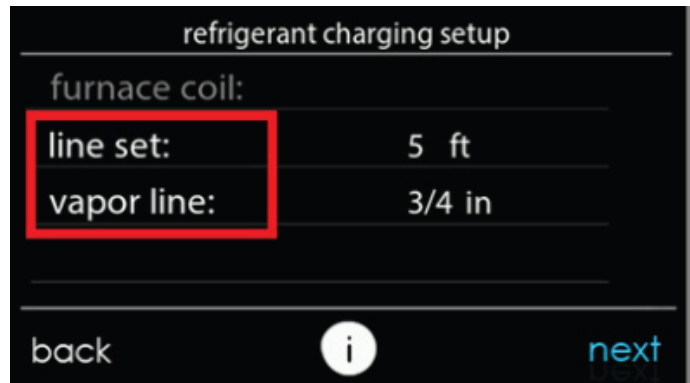 refrigerant charging setup
furnace coil:
line set: 5 ft
vapor line: 3/4 in
back i next